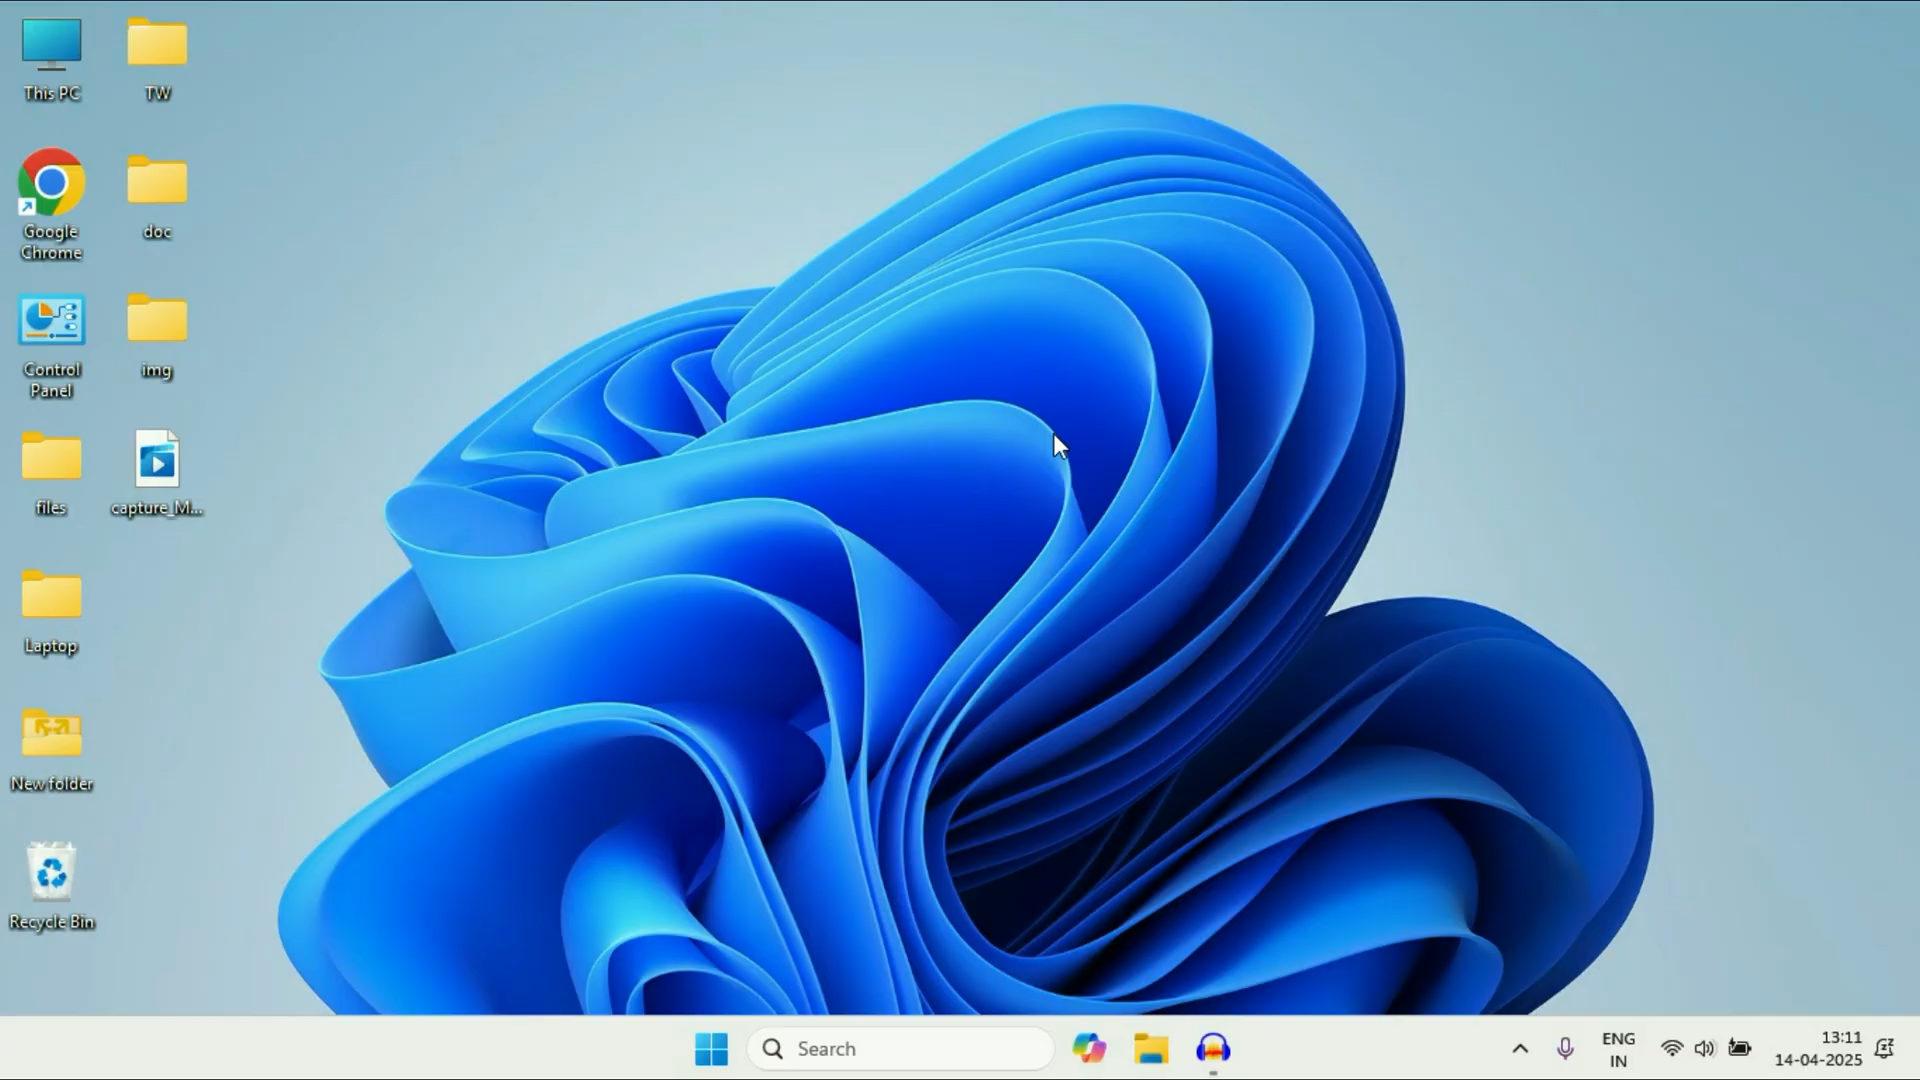 This PC
TW
Google
Chrome
doc
Control
Panel
img
files
capture_M...
Laptop
New folder
Recycle Bin
Search
ENG
IN
13:11
14-04-2025